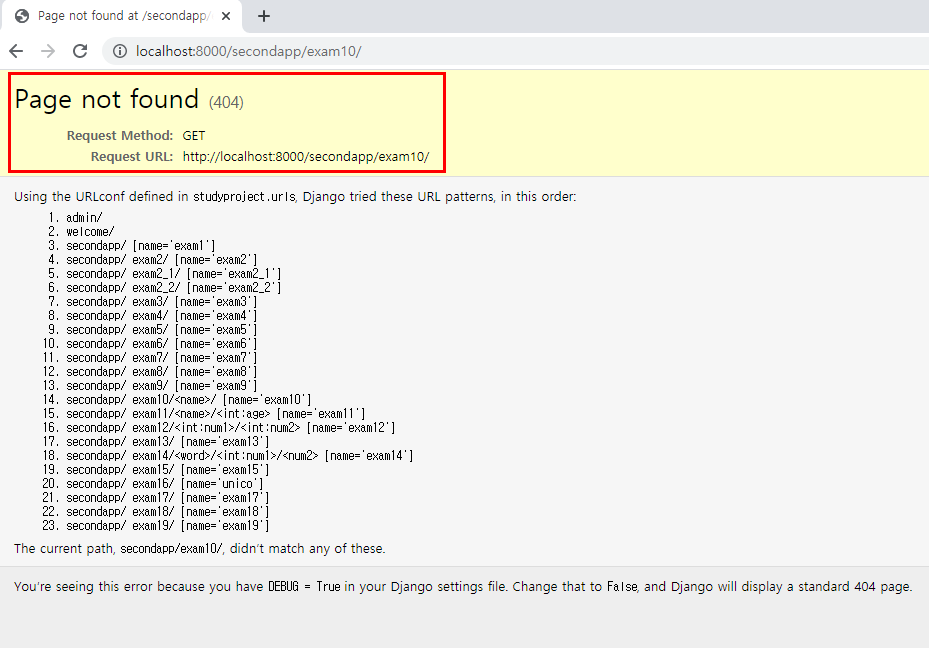 Page not found at /secondapp/
localhost:8000/secondapp/exam10/
Page not found (404)
Request Method: GET
Request URL: http://localhost:8000/secondapp/exam10/
Using the URLconf defined in studyproject.urls, Django tried these URL patterns, in this order:
1. admin/
2. welcome/
3. secondapp/ [name='exam1']
4. secondapp/ exam2/ [name='exam2']
5. secondapp/ exam2_1/ [name='exam2_1']
6. secondapp/ exam2_2/ [name='exam2_2']
7. secondapp/ exam3/ [name='exam3']
8. secondapp/ exam4/ [name='exam4']
9. secondapp/ exam5/ [name='exam5']
10. secondapp/ exam6/ [name='exam6']
11. secondapp/ exam7/ [name='exam7']
12. secondapp/ exam8/ [name='exam8']
13. secondapp/ exam9/ [name='exam9']
14. secondapp/ exam10/<name>/ [name='exam10']
15. secondapp/ exam11/<name>/<int:age> [name='exam11']
16. secondapp/ exam12/<int:num1>/<int:num2> [name='exam12']
17. secondapp/ exam13/ [name='exam13']
18. secondapp/ exam14/<word>/<int:num1>/<num2> [name='exam14']
19. secondapp/ exam15/ [name='exam15']
20. secondapp/ exam16/ [name='unico']
21. secondapp/ exam17/ [name='exam17']
22. secondapp/ exam18/ [name='exam18']
23. secondapp/ exam19/ [name='exam19']
The current path, secondapp/exam10/, didn't match any of these.
You're seeing this error because you have DEBUG = True in your Django settings file. Change that to False, and Django will display a standard 404 page.